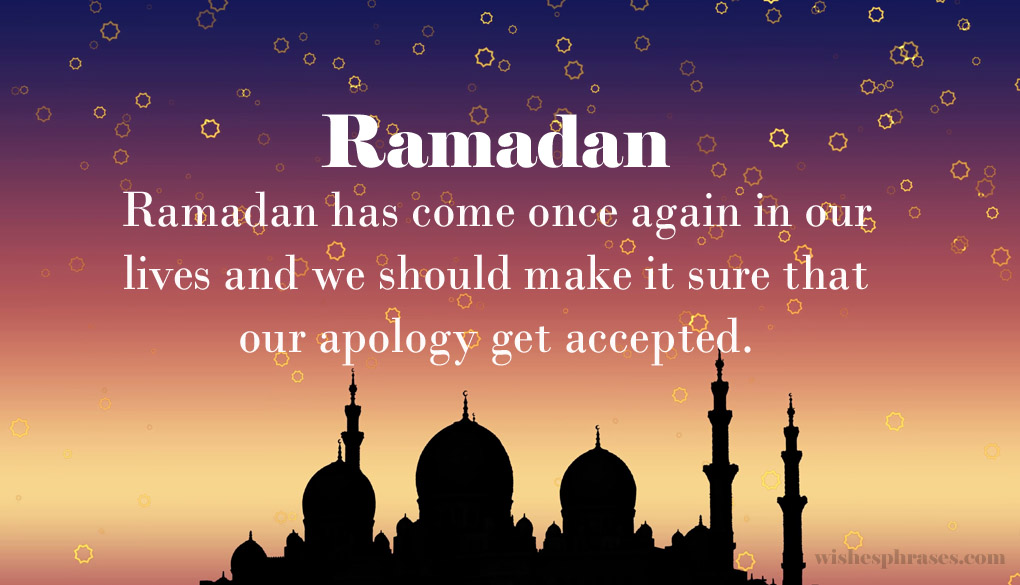 Ramadan
Ramadan has come once again in our
lives and we should make it sure that
our apology get accepted.
wishesphrases.com